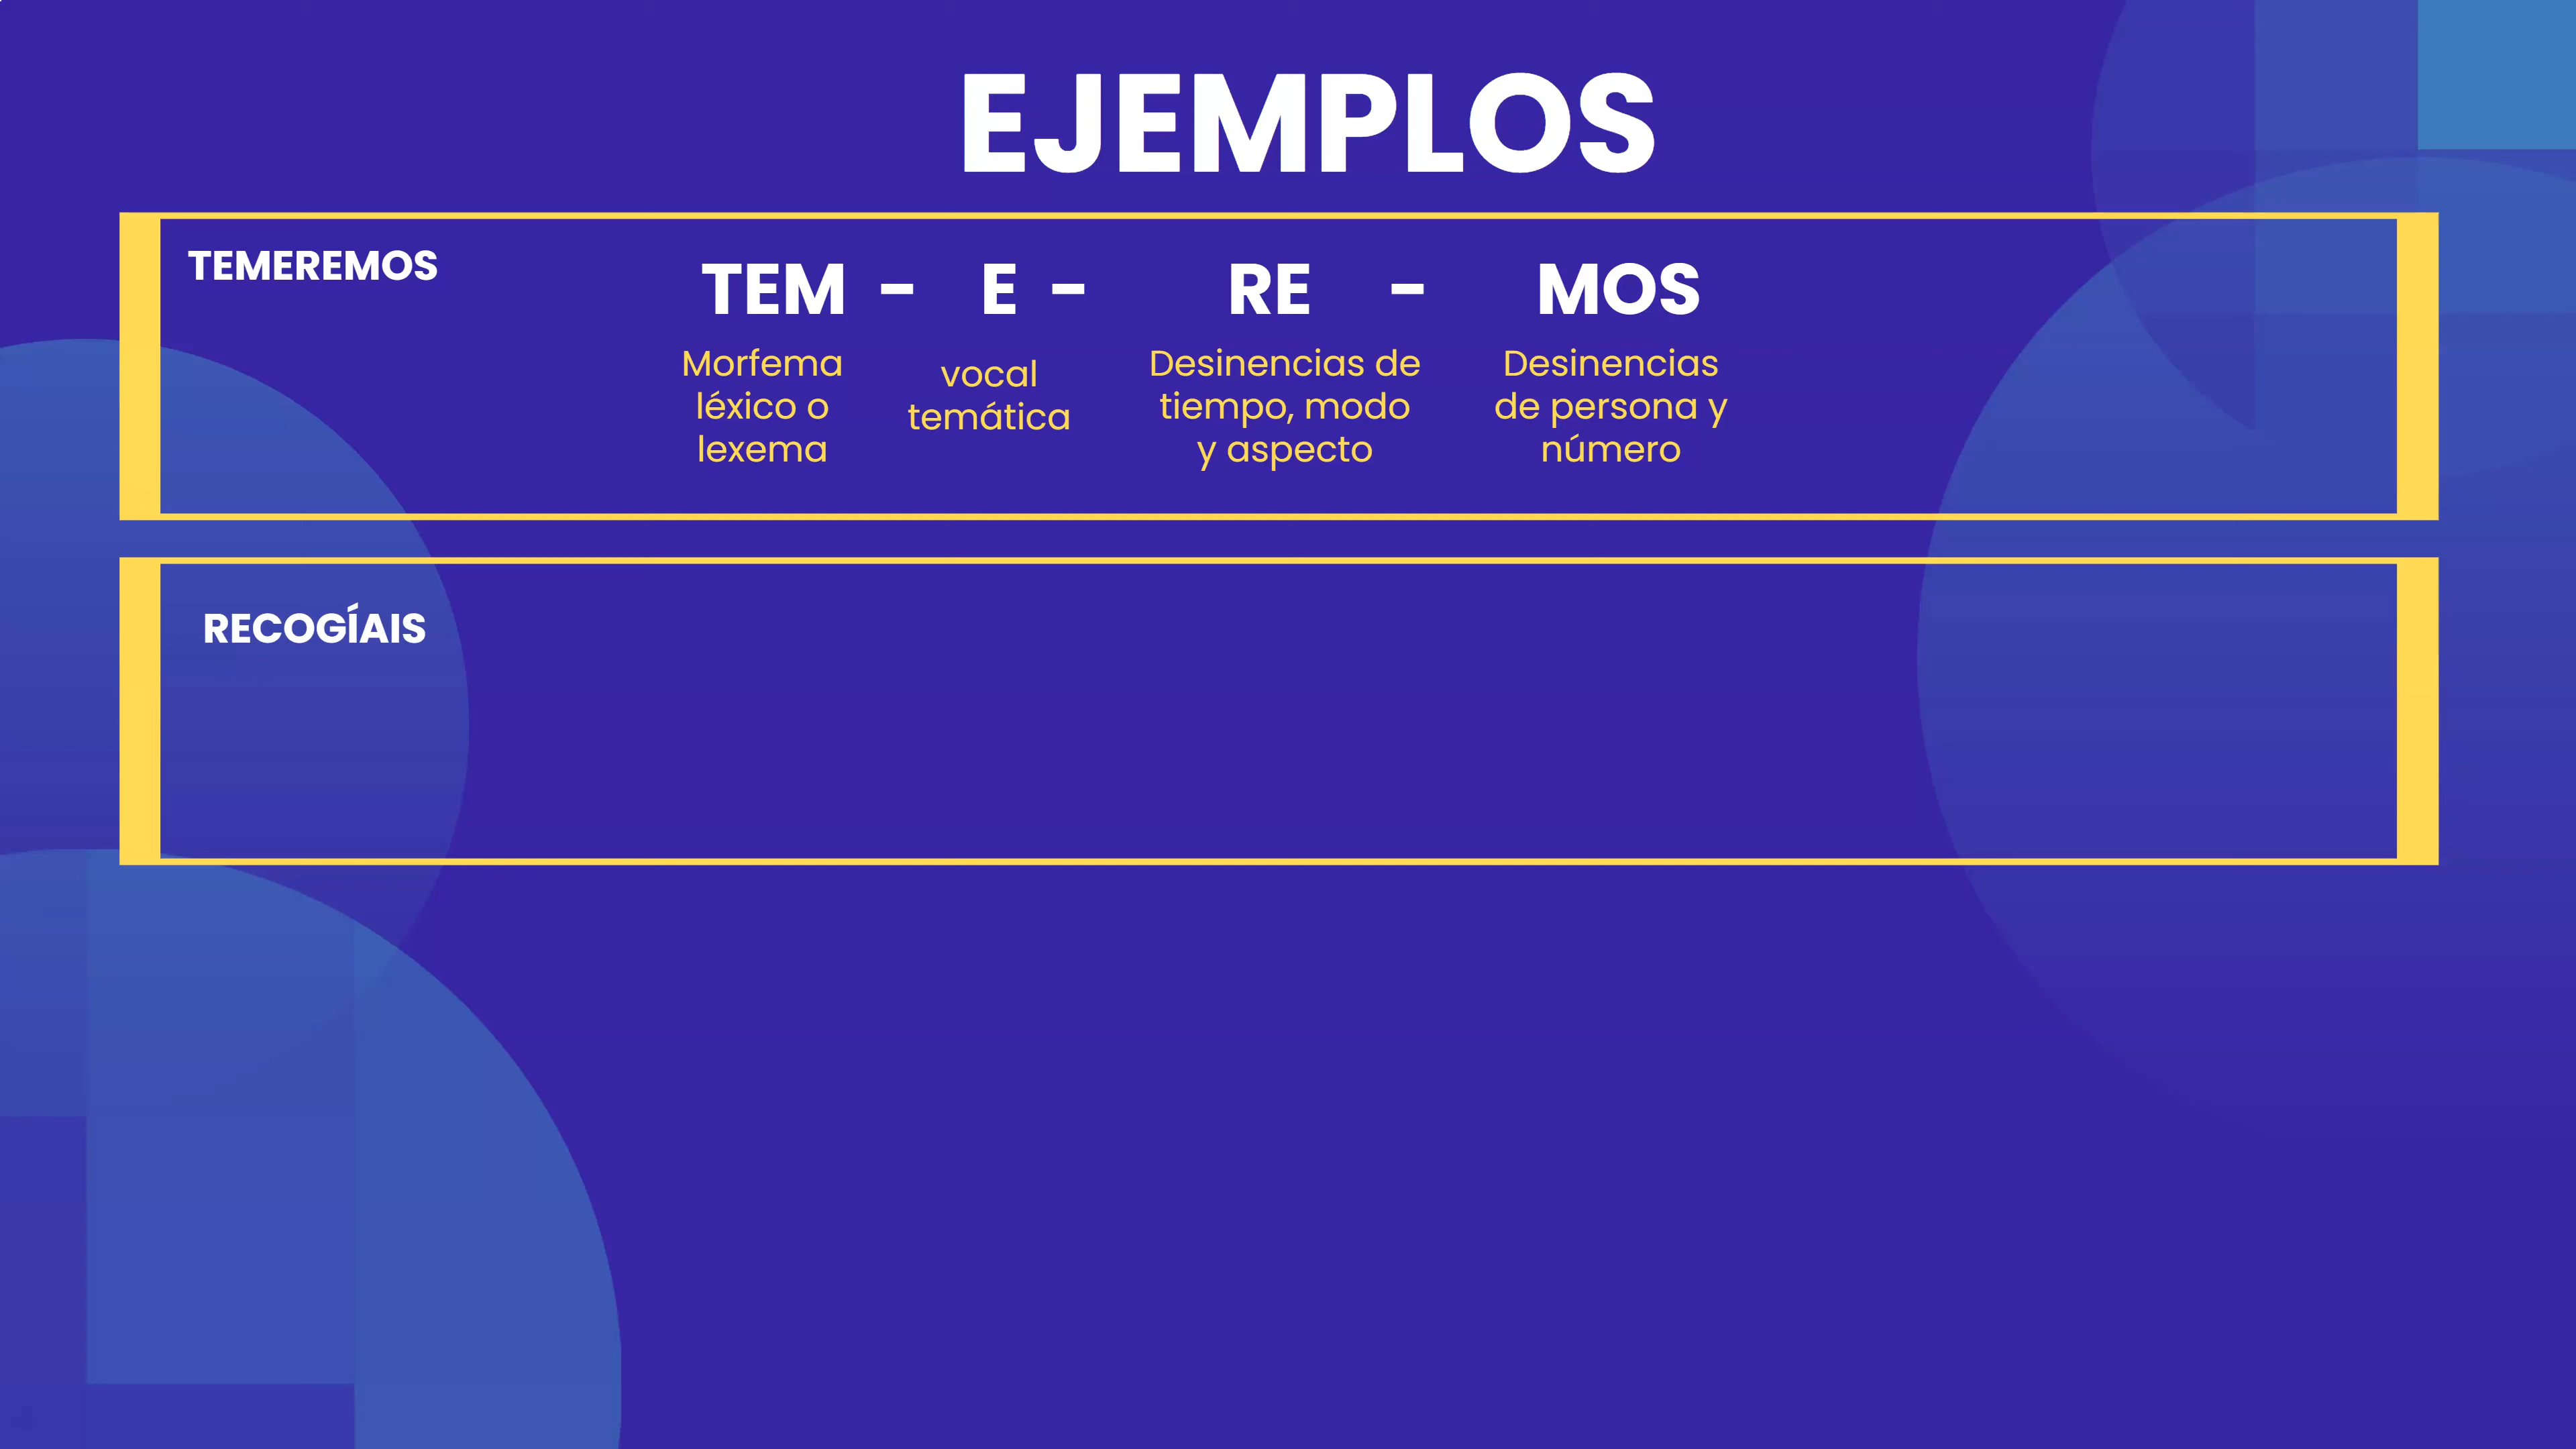 EJEMPLOS
TEMEREMOS
TEM - E - RE - MOS
Morfema
léxico o
lexema
vocal
temática
Desinencias de
tiempo, modo
y aspecto
Desinencias
de persona y
número
RECOGÍAIS